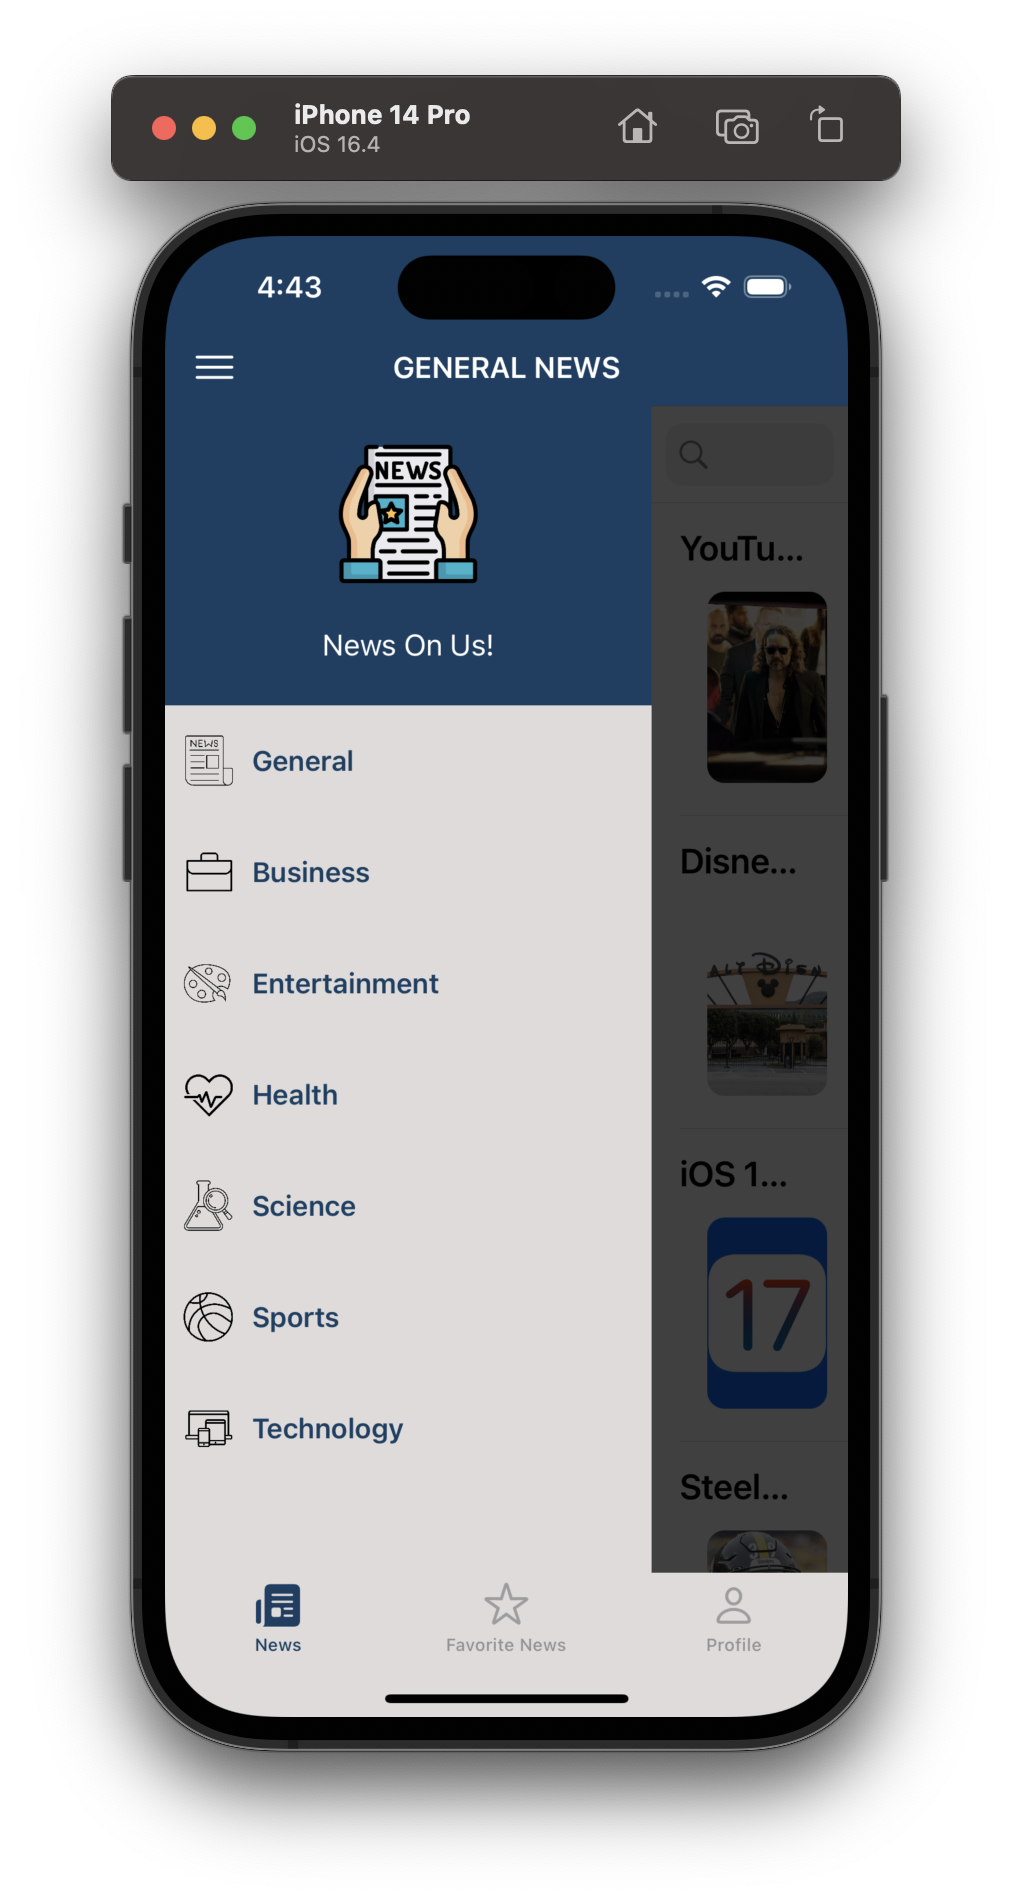 iPhone 14 Pro
iOS 16.4
4:43
GENERAL NEWS
NEWS
News On Us!
YouTu...
NEWS
General
Business
Disne...
Entertainment
Health
iOS 1...
Science
17
Sports
Technology
Steel...
News
Favorite News
Profile